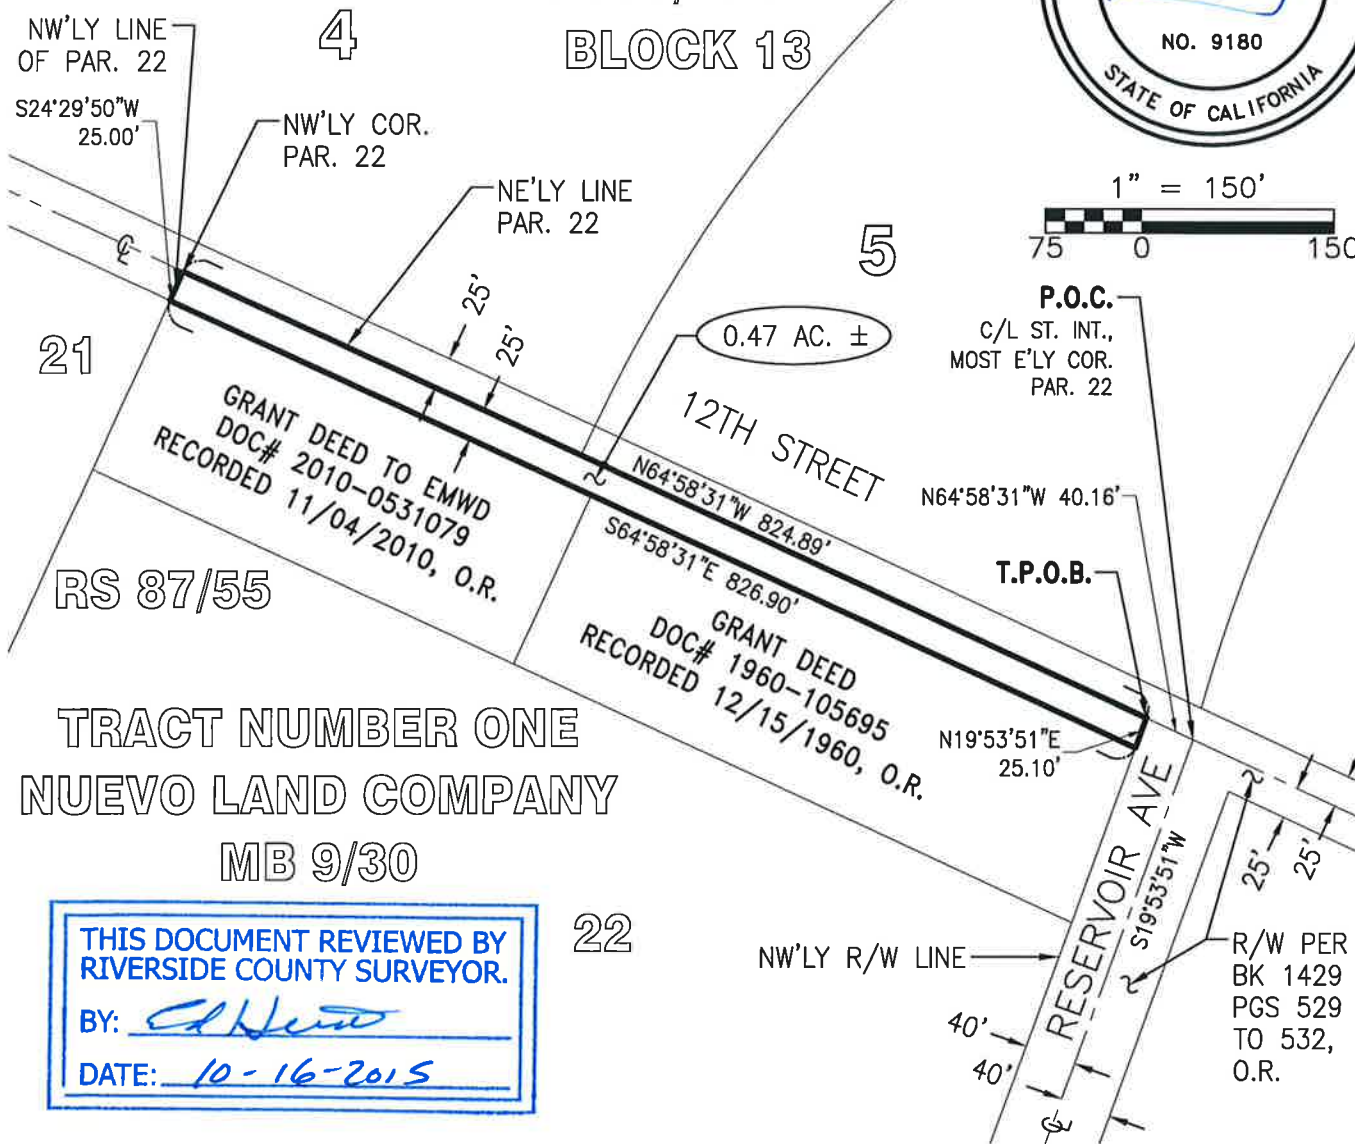 NW'LY LINE
OF PAR. 22
4
BLOCK 13
NO. 9180
STATE OF CALIFORNIA
S24°29'50"W
25.00'
NW'LY COR.
PAR. 22
NE'LY LINE
PAR. 22
1" = 150'
75 0 150
℄
25'
25'
5
0.47 AC. ±
P.O.C.
C/L ST. INT.,
MOST E'LY COR.
PAR. 22
21
12TH STREET
GRANT DEED TO EMWD
DOC# 2010-0531079
RECORDED 11/04/2010, O.R.
N64°58'31"W 824.89'
S64°58'31"E 826.90'
N64°58'31"W 40.16'
T.P.O.B.
RS 87/55
GRANT DEED
DOC# 1960-105695
RECORDED 12/15/1960, O.R.
N19°53'51"E
25.10'
TRACT NUMBER ONE
NUEVO LAND COMPANY
MB 9/30
RESERVOIR AVE
S19°53'51"W
25'
25'
22
NW'LY R/W LINE
R/W PER
BK 1429
PGS 529
TO 532,
O.R.
40'
40'
℄
THIS DOCUMENT REVIEWED BY
RIVERSIDE COUNTY SURVEYOR.
BY:
DATE: 10-16-2015